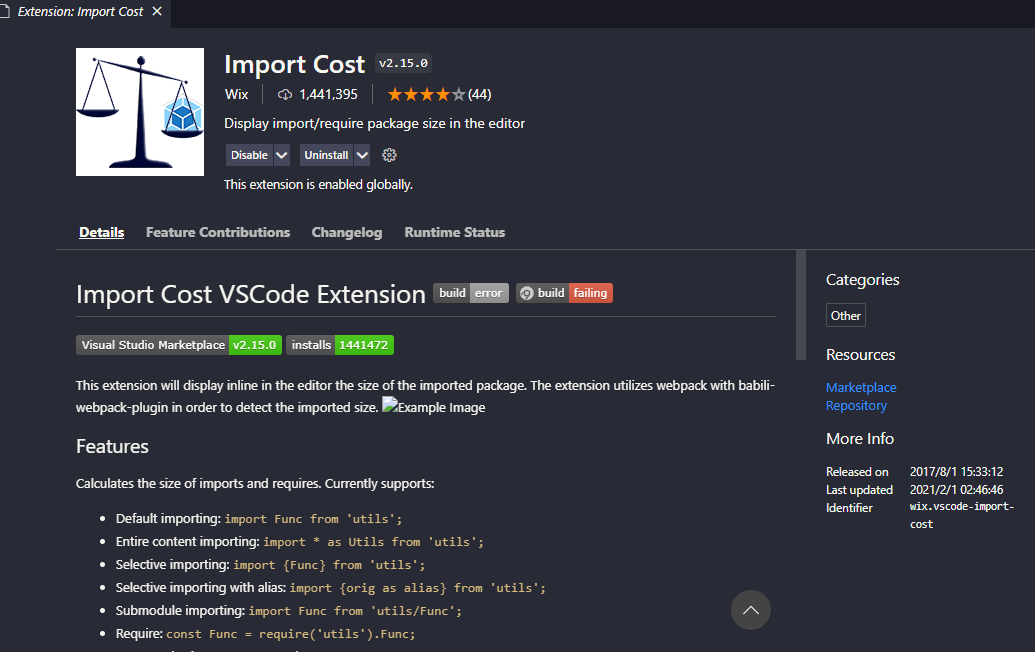 Extension: Import Cost
Import Cost v2.15.0
Wix 1,441,395 (44)
Display import/require package size in the editor
Disable Uninstall
This extension is enabled globally.
Details Feature Contributions Changelog Runtime Status
Import Cost VSCode Extension build error build failing
Visual Studio Marketplace v2.15.0 installs 1441472
This extension will display inline in the editor the size of the imported package. The extension utilizes webpack with babili-
webpack-plugin in order to detect the imported size. Example Image
Features
Calculates the size of imports and requires. Currently supports:
• Default importing: import Func from 'utils';
• Entire content importing: import * as Utils from 'utils';
• Selective importing: import {Func} from 'utils';
• Selective importing with alias: import {orig as alias} from 'utils';
• Submodule importing: import Func from 'utils/Func';
• Require: const Func = require('utils').Func;
Categories
Other
Resources
Marketplace
Repository
More Info
Released on 2017/8/1 15:33:12
Last updated 2021/2/1 02:46:46
Identifier wix.vscode-import-
cost